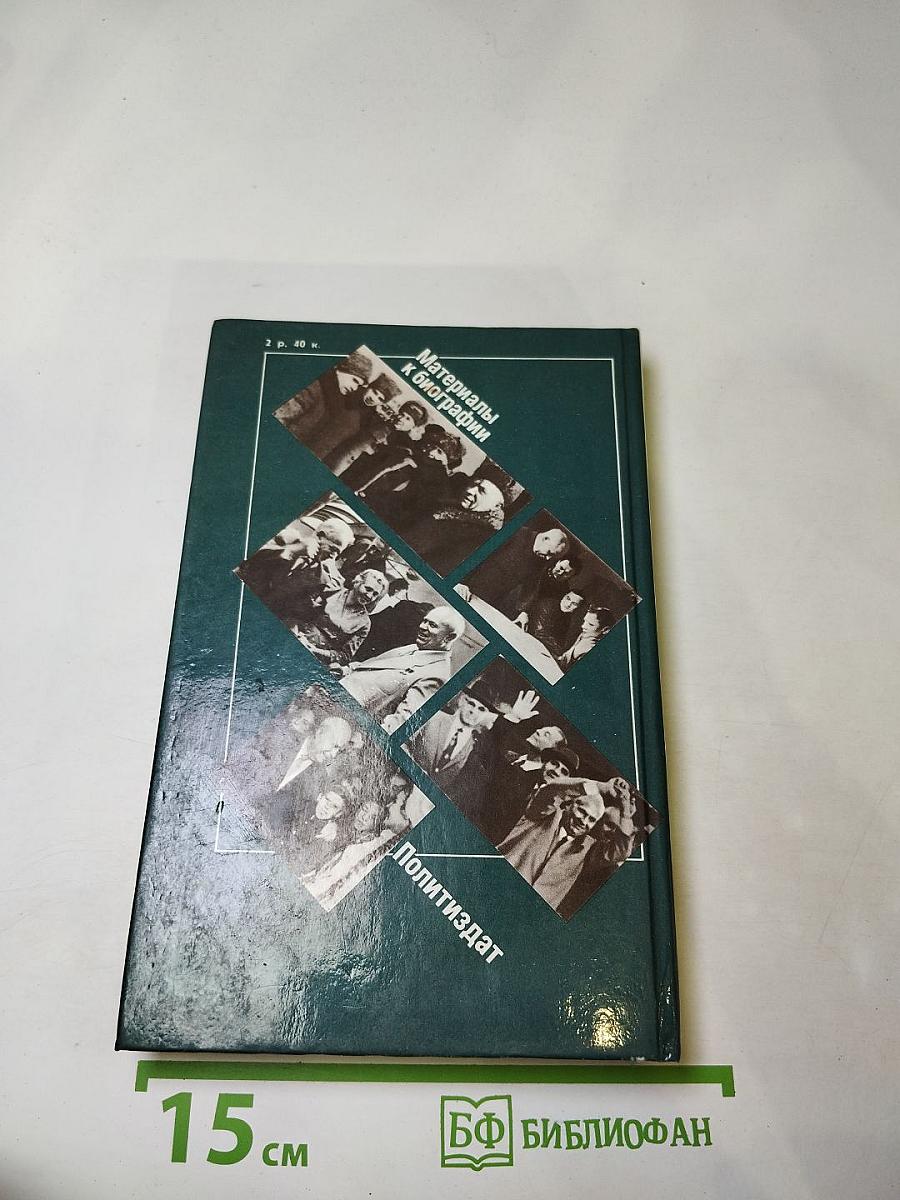 2 р. 40 к.
Материалы
к биографии
Политиздат
15 см
БФ БИБЛИОФАН